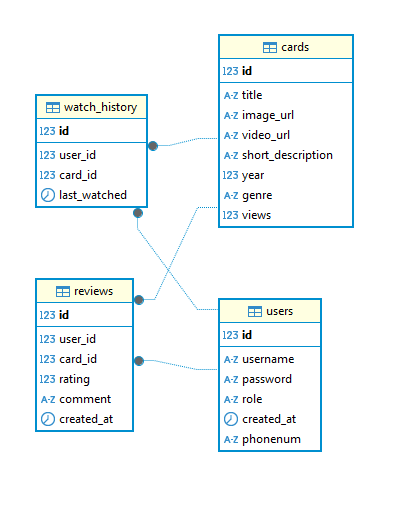 cards
123 id
A-Z title
A-Z image_url
A-Z video_url
A-Z short_description
123 year
A-Z genre
123 views
watch_history
123 id
123 user_id
123 card_id
last_watched
reviews
123 id
123 user_id
123 card_id
123 rating
A-Z comment
created_at
users
123 id
A-Z username
A-Z password
A-Z role
created_at
A-Z phonenum